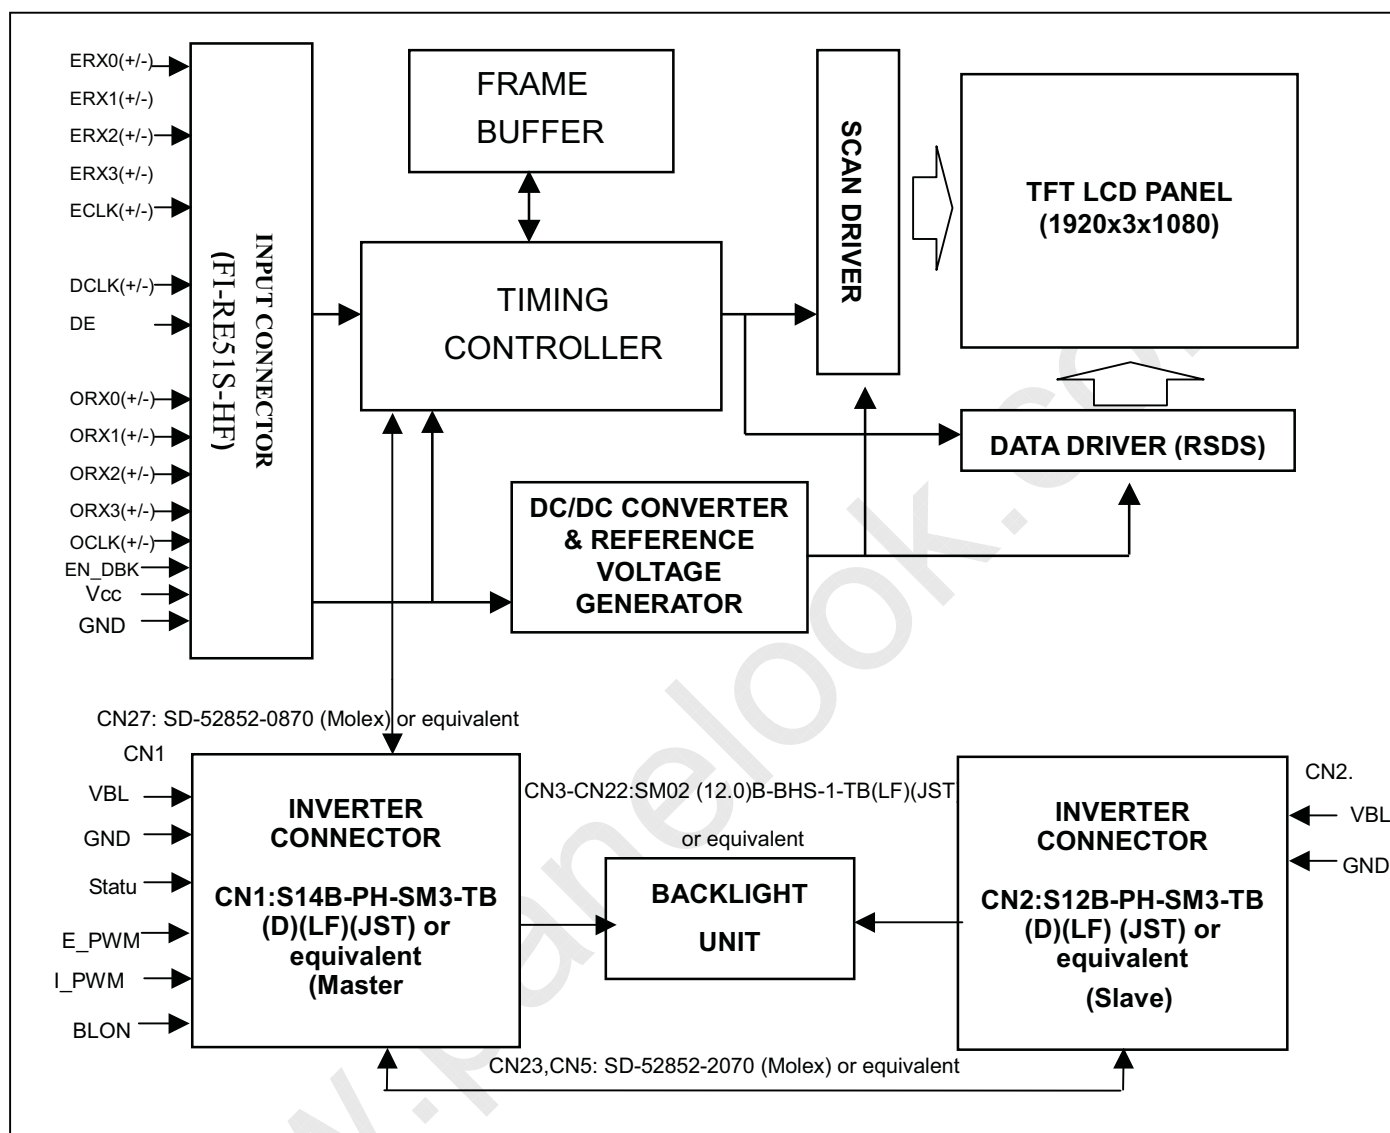 ERX0(+/-)
ERX1(+/-)
ERX2(+/-)
ERX3(+/-)
ECLK(+/-)
DCLK(+/-)
DE
ORX0(+/-)
ORX1(+/-)
ORX2(+/-)
ORX3(+/-)
OCLK(+/-)
EN_DBK
Vcc
GND
INPUT CONNECTOR
(FI-RE51S-HF)
FRAME
BUFFER
TIMING
CONTROLLER
SCAN DRIVER
TFT LCD PANEL
(1920x3x1080)
DATA DRIVER (RSDS)
DC/DC CONVERTER
& REFERENCE
VOLTAGE
GENERATOR
CN27: SD-52852-0870 (Molex) or equivalent
CN1
VBL
GND
Statu
E_PWM
I_PWM
BLON
INVERTER
CONNECTOR
CN1:S14B-PH-SM3-TB
(D)(LF)(JST) or
equivalent
(Master
CN3-CN22:SM02 (12.0)B-BHS-1-TB(LF)(JST
or equivalent
BACKLIGHT
UNIT
INVERTER
CONNECTOR
CN2:S12B-PH-SM3-TB
(D)(LF) (JST) or
equivalent
(Slave)
CN2.
VBL
GND
CN23,CN5: SD-52852-2070 (Molex) or equivalent
w.panelook.co